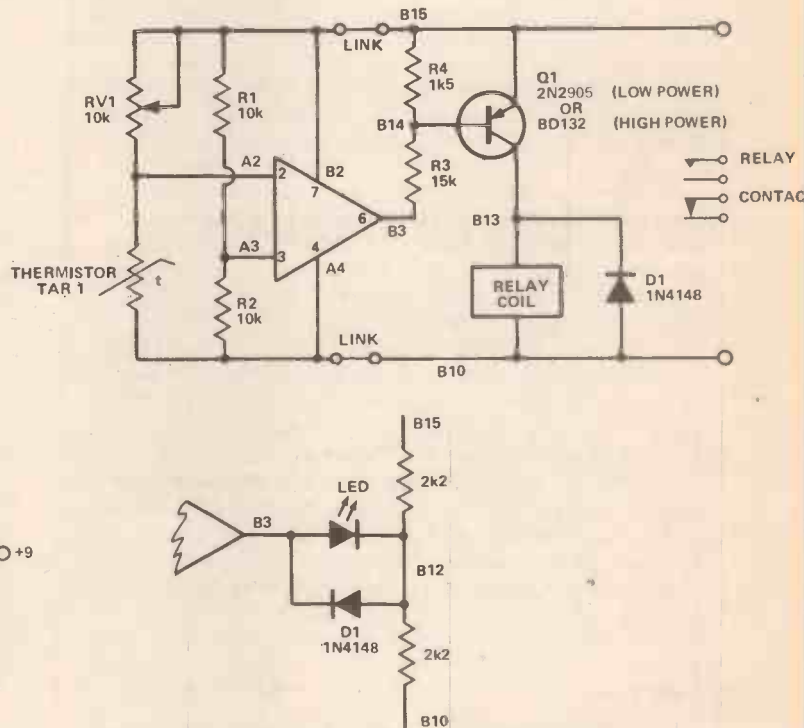 B15
LINK
RV1
10k
R1
10k
R4
1k5
Q1
2N2905 (LOW POWER)
OR
BD132 (HIGH POWER)
B14
A2
2
B2
7
R3
15k
6
B3
RELAY
CONTAC
A3
3
4
A4
B13
THERMISTOR
TAR 1
t
R2
10k
RELAY
COIL
D1
1N4148
LINK
B10
B15
2k2
LED
B3
+9
B12
D1
1N4148
2k2
B10